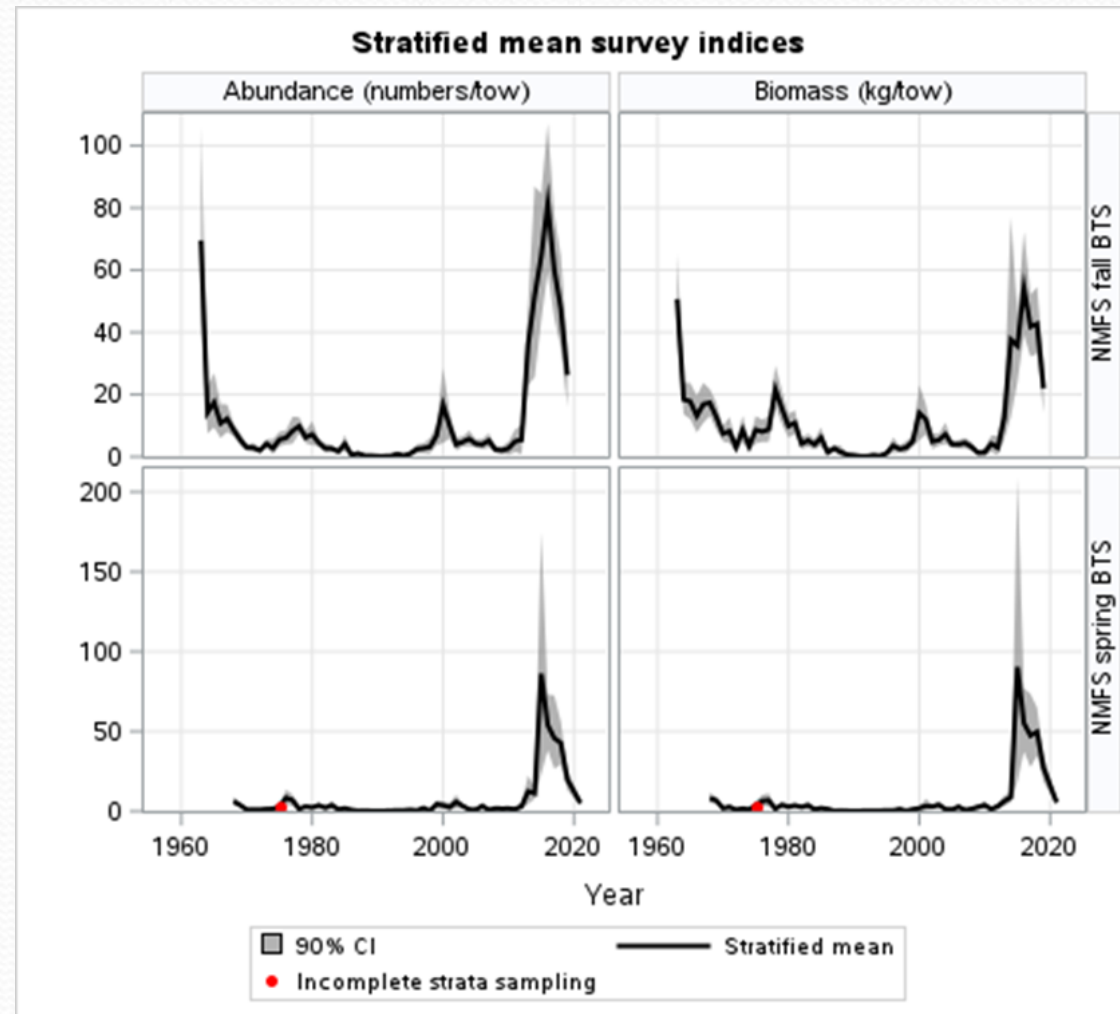 Stratified mean survey indices
Abundance (numbers/tow) Biomass (kg/tow)
100
80
60
40
20
0
NMFS fall BTS
200
150
100
50
0
NMFS spring BTS
1960 1980 2000 2020 1960 1980 2000 2020
Year
90% CI Stratified mean
Incomplete strata sampling